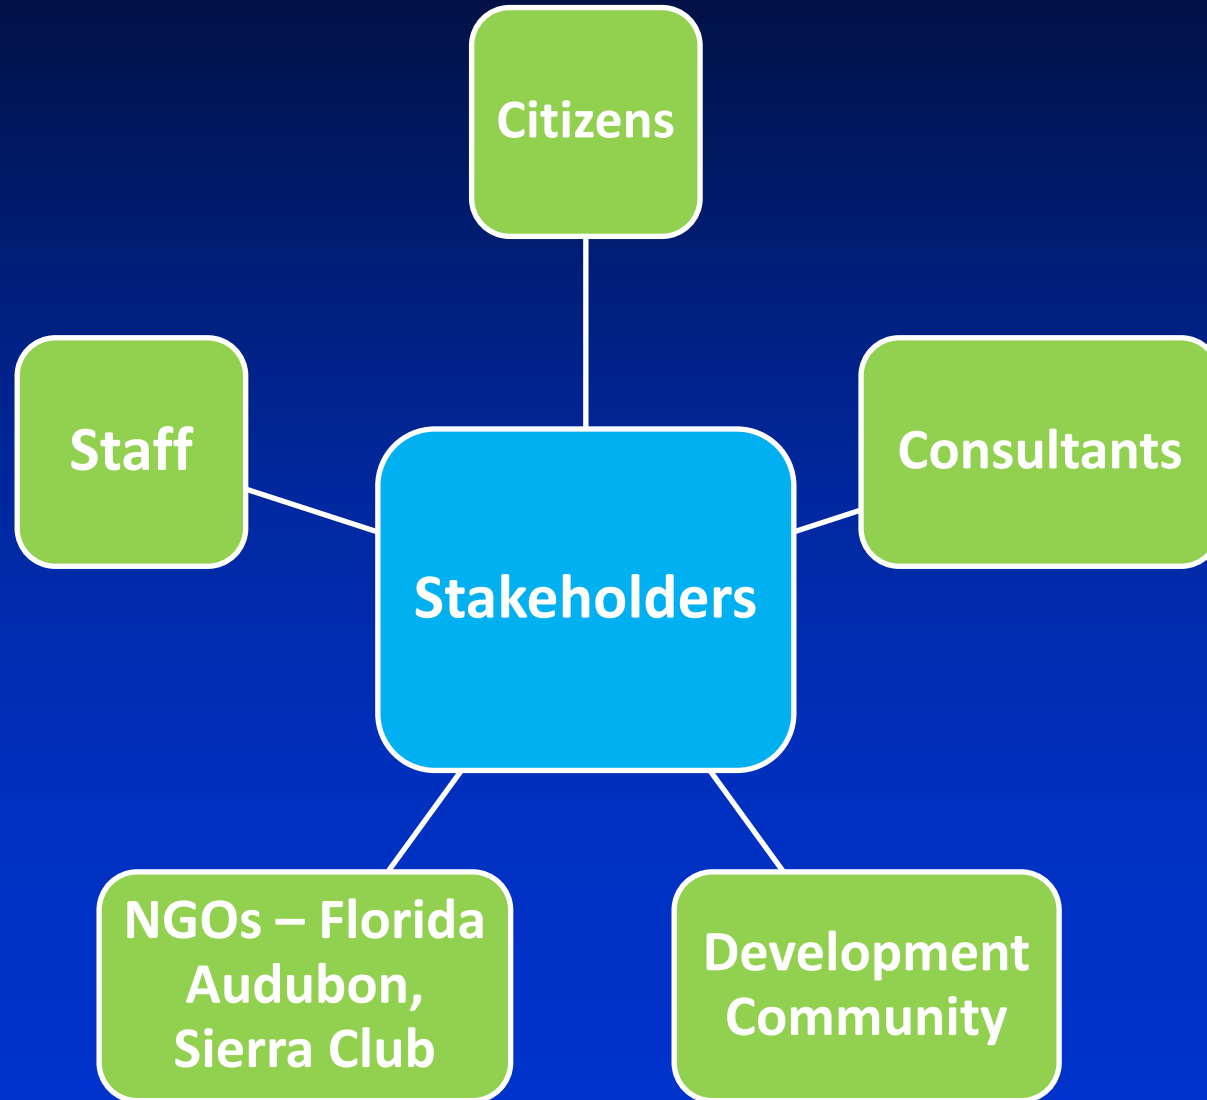 Citizens
Staff
Consultants
Stakeholders
NGOs – Florida
Audubon,
Sierra Club
Development
Community